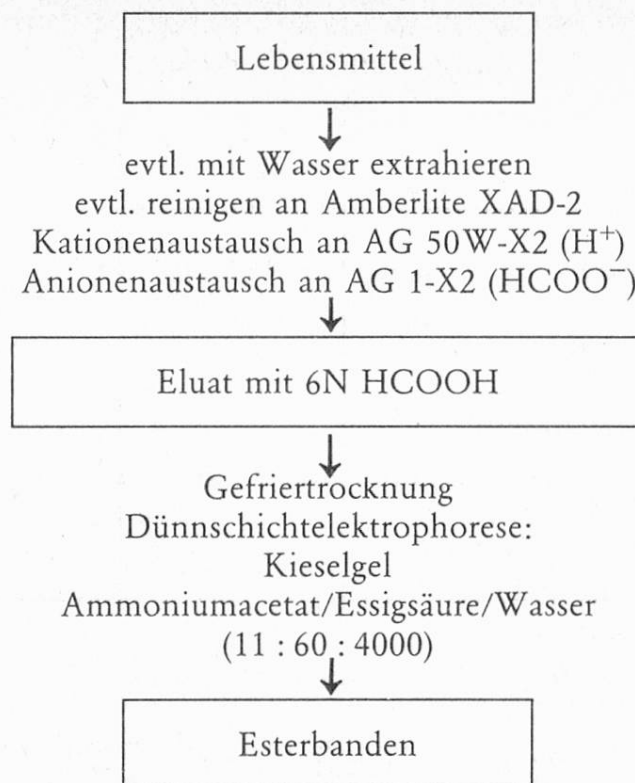 Lebensmittel
evtl. mit Wasser extrahieren
evtl. reinigen an Amberlite XAD-2
Kationenaustausch an AG 50W-X2 (H⁺)
Anionenaustausch an AG 1-X2 (HCOO⁻)
Eluat mit 6N HCOOH
Gefriertrocknung
Dünnschichtelektrophorese:
Kieselgel
Ammoniumacetat/Essigsäure/Wasser
(11 : 60 : 4000)
Esterbanden